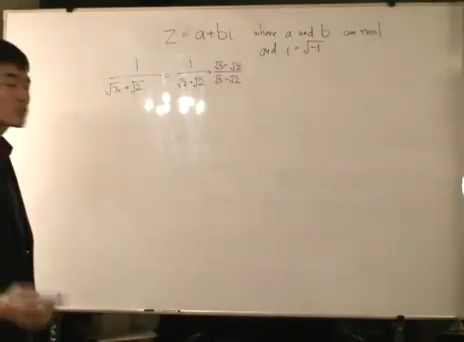 z = a+bi where a and b are real
and i = √-1
1/(√3+√2) = 1/(√3+√2) · (√3-√2)/(√3-√2)